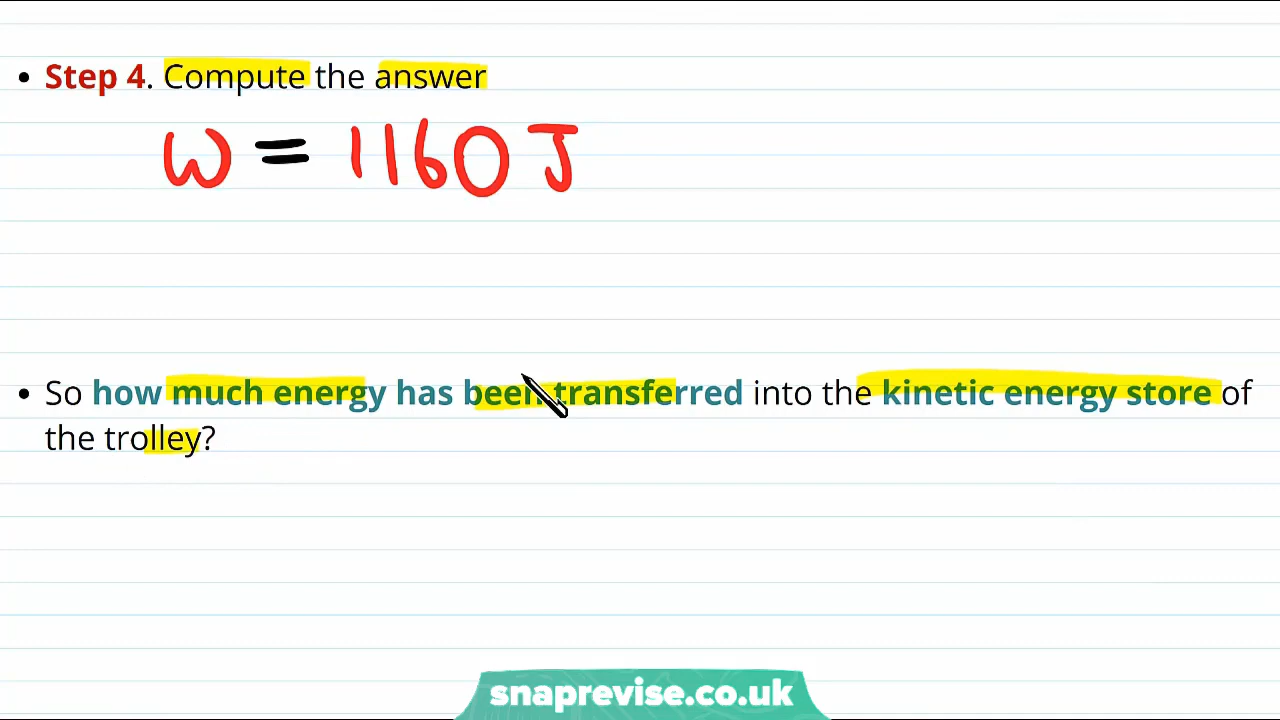 • Step 4. Compute the answer
W = 1160 J
• So how much energy has been transferred into the kinetic energy store of
the trolley?
snaprevise.co.uk